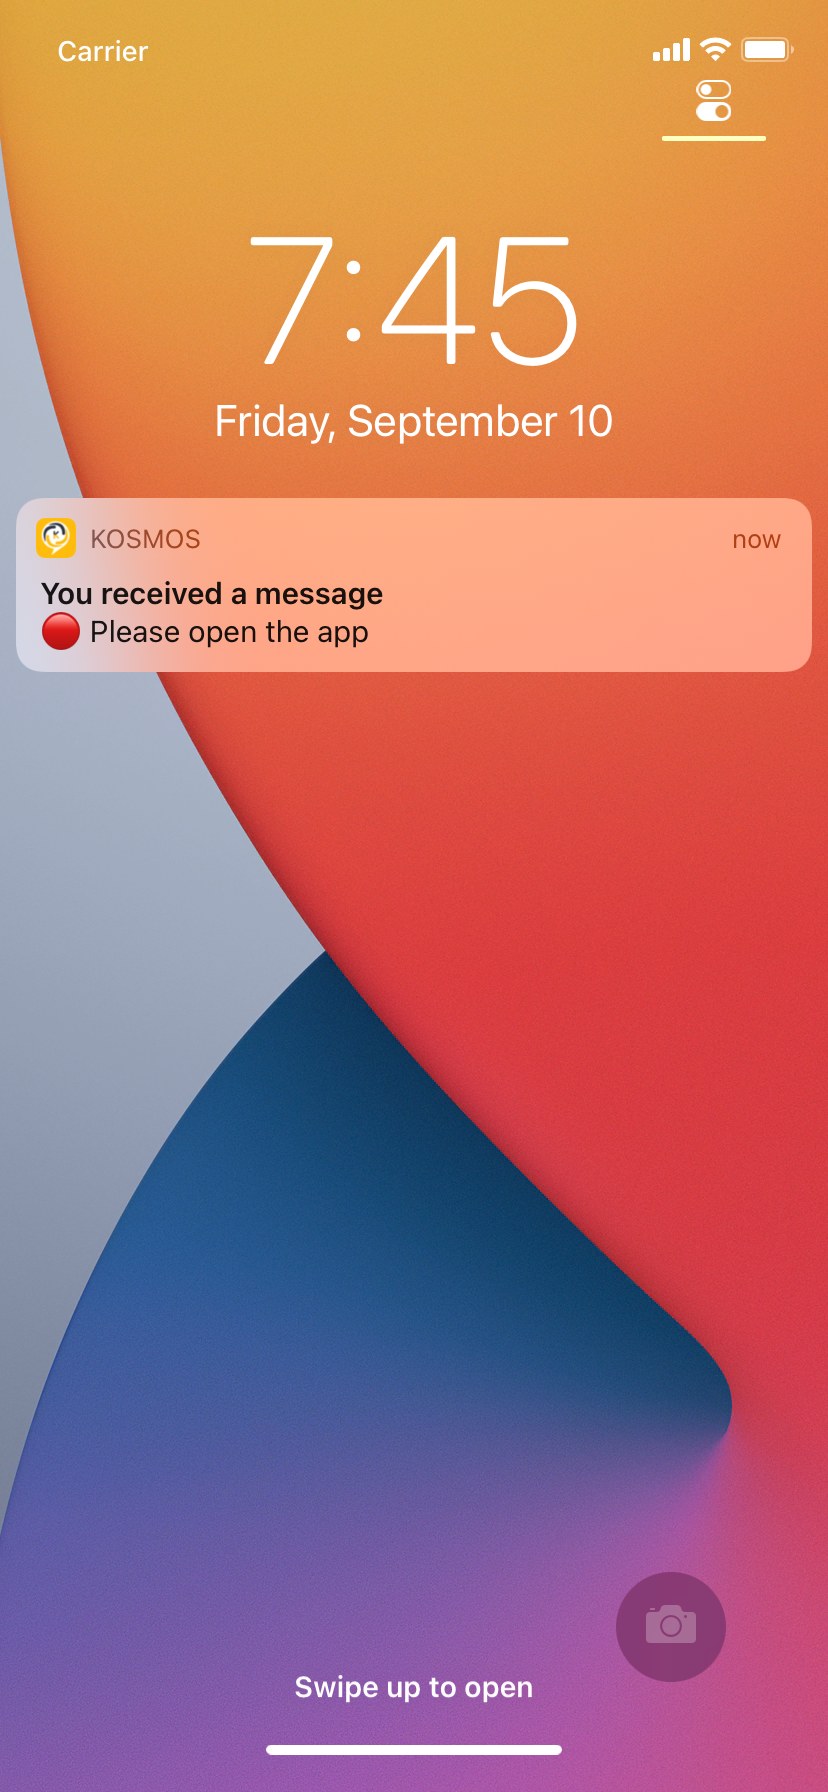 Carrier
7:45
Friday, September 10
KOSMOS now
You received a message
🔴 Please open the app
Swipe up to open